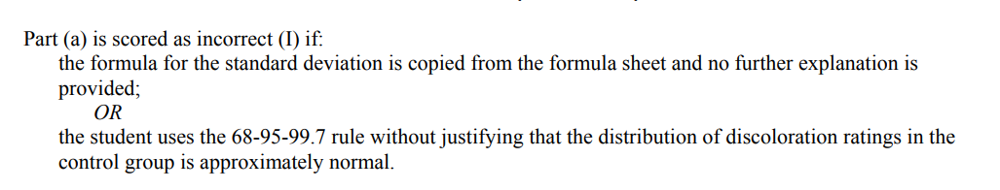 Part (a) is scored as incorrect (I) if:
the formula for the standard deviation is copied from the formula sheet and no further explanation is
provided;
OR
the student uses the 68-95-99.7 rule without justifying that the distribution of discoloration ratings in the
control group is approximately normal.